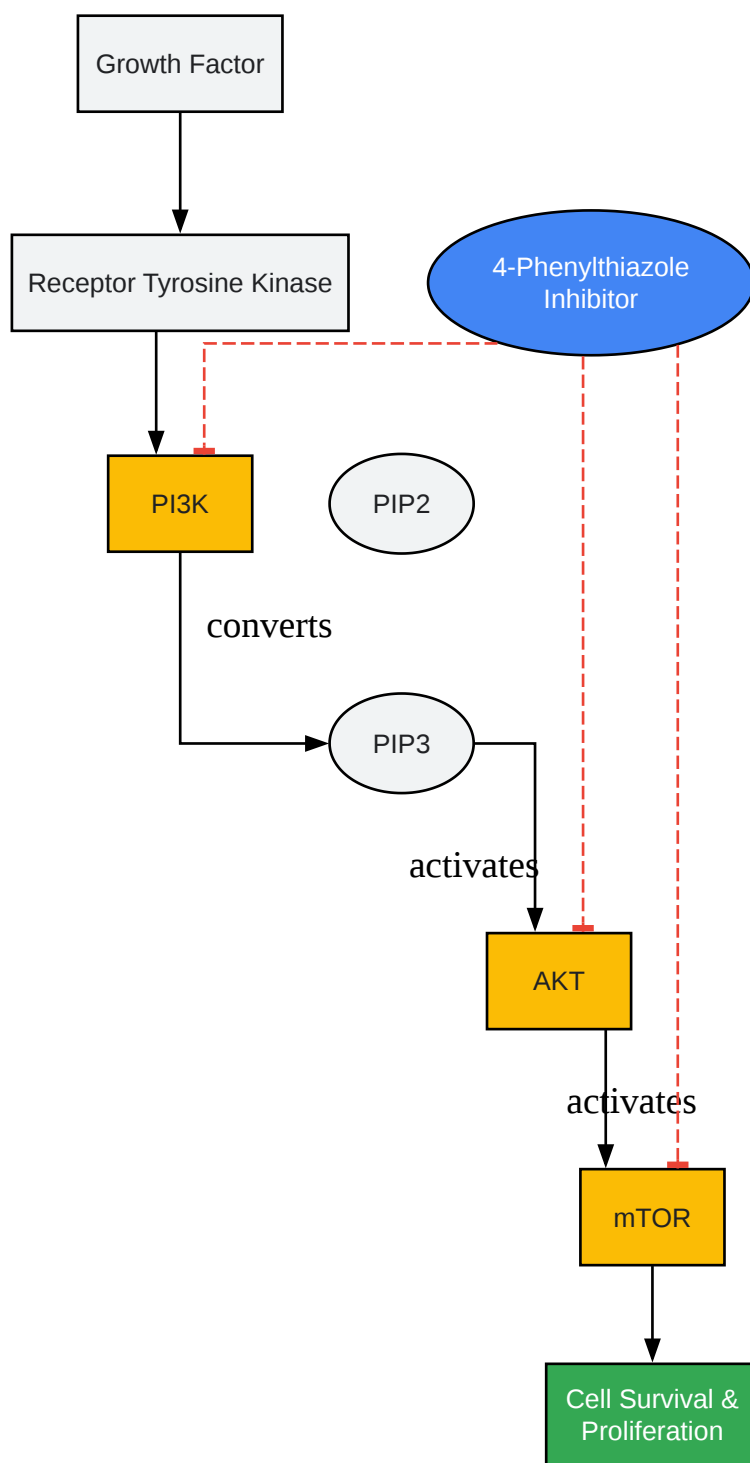 Growth Factor
Receptor Tyrosine Kinase
4-Phenylthiazole
Inhibitor
PI3K
PIP2
converts
PIP3
activates
AKT
activates
mTOR
Cell Survival &
Proliferation